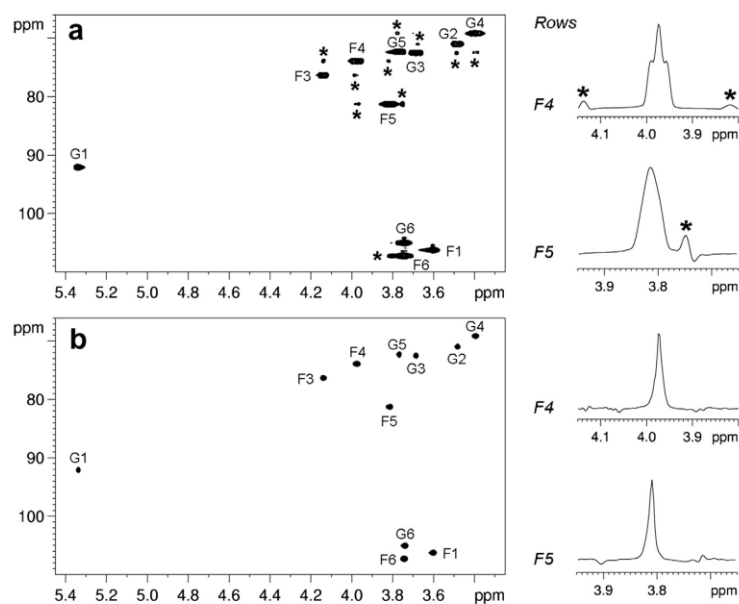 ppm
a
*
*
G4
G2
F4
G5
*
*
G3
F3
*
*
*
*
80
*
*
F5
90
G1
100
G6
F1
*
F6
5.4 5.2 5.0 4.8 4.6 4.4 4.2 4.0 3.8 3.6 ppm
ppm
b
G4
F4
G5
G2
F3
G3
80
F5
90
G1
100
G6
F1
F6
5.4 5.2 5.0 4.8 4.6 4.4 4.2 4.0 3.8 3.6 ppm
Rows
*
*
F4
4.1 4.0 3.9 ppm
*
F5
3.9 3.8 ppm
F4
4.1 4.0 3.9 ppm
F5
3.9 3.8 ppm